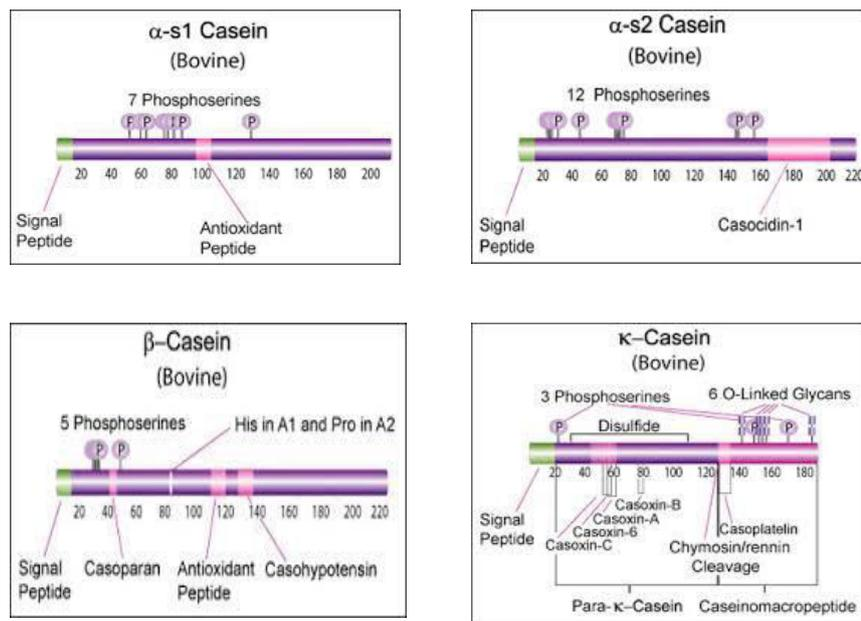 α-s1 Casein
(Bovine)
7 Phosphoserines
P P P P
20 40 60 80 100 120 140 160 180 200
Signal
Peptide
Antioxidant
Peptide
α-s2 Casein
(Bovine)
12 Phosphoserines
P P P P P
20 40 60 80 100 120 140 160 180 200 220
Signal
Peptide
Casocidin-1
β–Casein
(Bovine)
5 Phosphoserines
His in A1 and Pro in A2
P P
20 40 60 80 100 120 140 160 180 200 220
Signal
Peptide
Casoparan
Antioxidant
Peptide
Casohypotensin
κ–Casein
(Bovine)
3 Phosphoserines
6 O-Linked Glycans
Disulfide
P P P
20 40 60 80 100 120 140 160 180
Signal
Peptide
Casoxin-B
Casoxin-A
Casoxin-6
Casoxin-C
Casoplatelin
Chymosin/rennin
Cleavage
Para-κ-Casein
Caseinomacropeptide